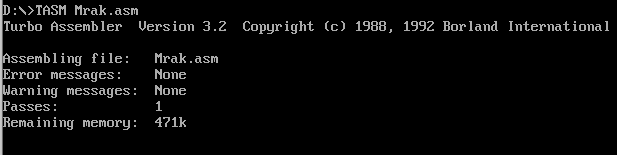 D:\>TASM Mrak.asm
Turbo Assembler  Version 3.2  Copyright (c) 1988, 1992 Borland International
Assembling file:   Mrak.asm
Error messages:    None
Warning messages:  None
Passes:            1
Remaining memory:  471k